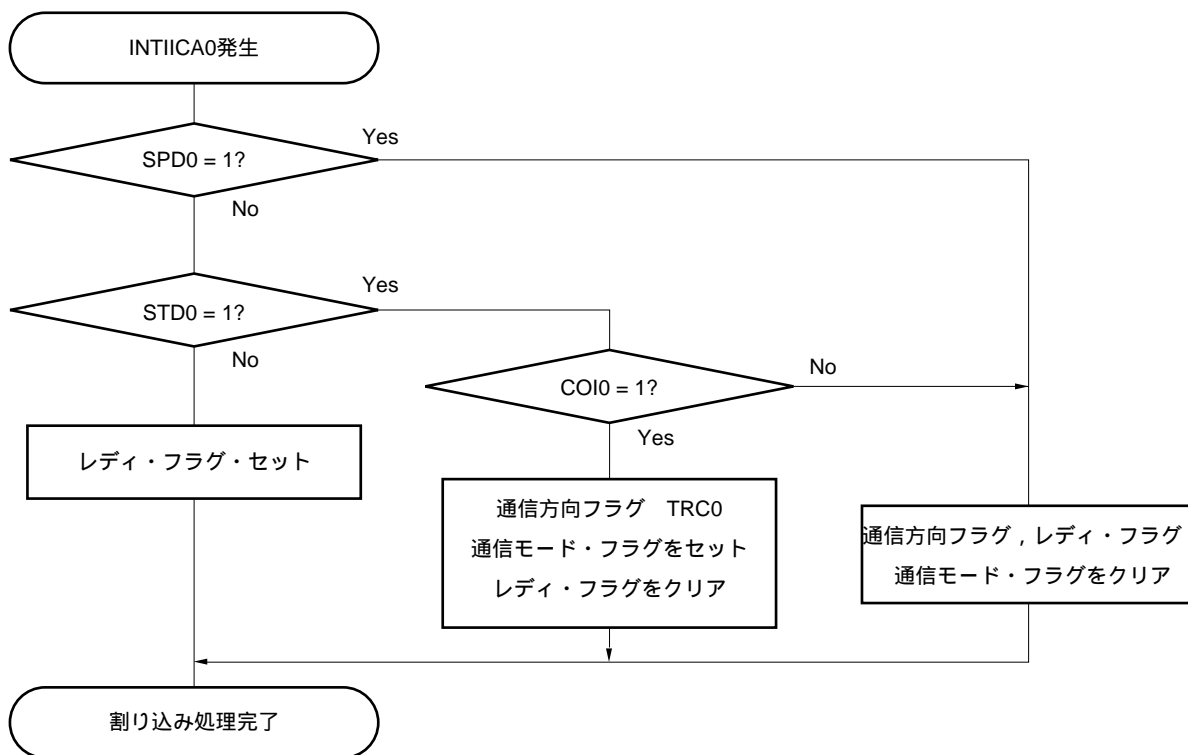 INTIICA0発生
SPD0 = 1?
Yes
No
STD0 = 1?
Yes
No
COI0 = 1?
No
Yes
レディ・フラグ・セット
通信方向フラグ　TRC0
通信モード・フラグをセット
レディ・フラグをクリア
通信方向フラグ , レディ・フラグ
通信モード・フラグをクリア
割り込み処理完了